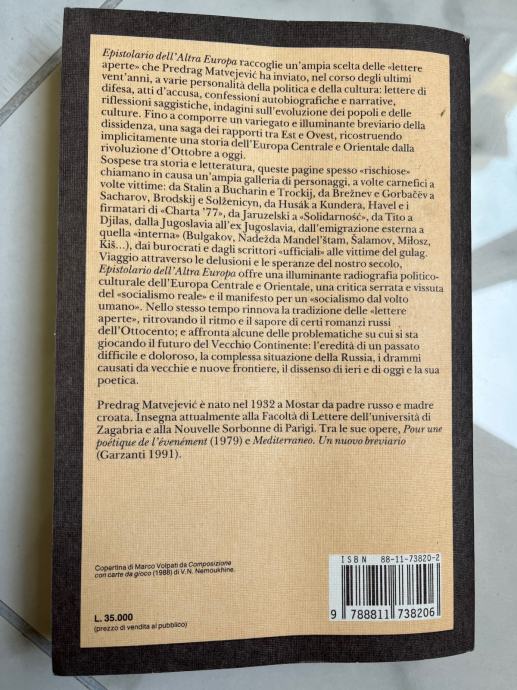 Epistolario dell'Altra Europa raccoglie un'ampia scelta delle «lettere
aperte» che Predrag Matvejević ha inviato, nel corso degli ultimi
vent'anni, a varie personalità della politica e della cultura: lettere di
difesa, atti d'accusa, confessioni autobiografiche e narrative,
riflessioni saggistiche, indagini sull'evoluzione dei popoli e delle
culture. Fino a comporre un variegato e illuminante breviario della
dissidenza, una saga dei rapporti tra Est e Ovest, ricostruendo
implicitamente una storia dell'Europa Centrale e Orientale dalla
rivoluzione d'Ottobre a oggi.
Sospese tra storia e letteratura, queste pagine spesso «rischiose»
chiamano in causa un'ampia galleria di personaggi, a volte carnefici a
volte vittime: da Stalin a Bucharin e Trockij, da Brežnev e Gorbačëv a
Sacharov, Brodskij e Solženicyn, da Husák a Kundera, Havel e i
firmatari di «Charta '77», da Jaruzelski a «Solidarność», da Tito a
Djilas, dalla Jugoslavia all'ex Jugoslavia, dall'emigrazione esterna a
quella «interna» (Bulgakov, Nadežda Mandel'štam, Šalamov, Miłosz,
Kiš...), dai burocrati e dagli scrittori «ufficiali» alle vittime del gulag.
Viaggio attraverso le delusioni e le speranze del nostro secolo,
Epistolario dell'Altra Europa offre una illuminante radiografia politico-
culturale dell'Europa Centrale e Orientale, una critica serrata e vissuta
del «socialismo reale» e il manifesto per un «socialismo dal volto
umano». Nello stesso tempo rinnova la tradizione delle «lettere
aperte», ritrovando il ritmo e il sapore di certi romanzi russi
dell'Ottocento; e affronta alcune delle problematiche su cui si sta
giocando il futuro del Vecchio Continente: l'eredità di un passato
difficile e doloroso, la complessa situazione della Russia, i drammi
causati da vecchie e nuove frontiere, il dissenso di ieri e di oggi e la sua
poetica.
Predrag Matvejević è nato nel 1932 a Mostar da padre russo e madre
croata. Insegna attualmente alla Facoltà di Lettere dell'università di
Zagabria e alla Nouvelle Sorbonne di Parigi. Tra le sue opere, Pour une
poétique de l'événement (1979) e Mediterraneo. Un nuovo breviario
(Garzanti 1991).
Copertina di Marco Volpati da Composizione
con carte da gioco (1988) di V.N. Nemoukhine.
L. 35.000
(prezzo di vendita al pubblico)
ISBN 88-11-73820-2
9 788811 738206